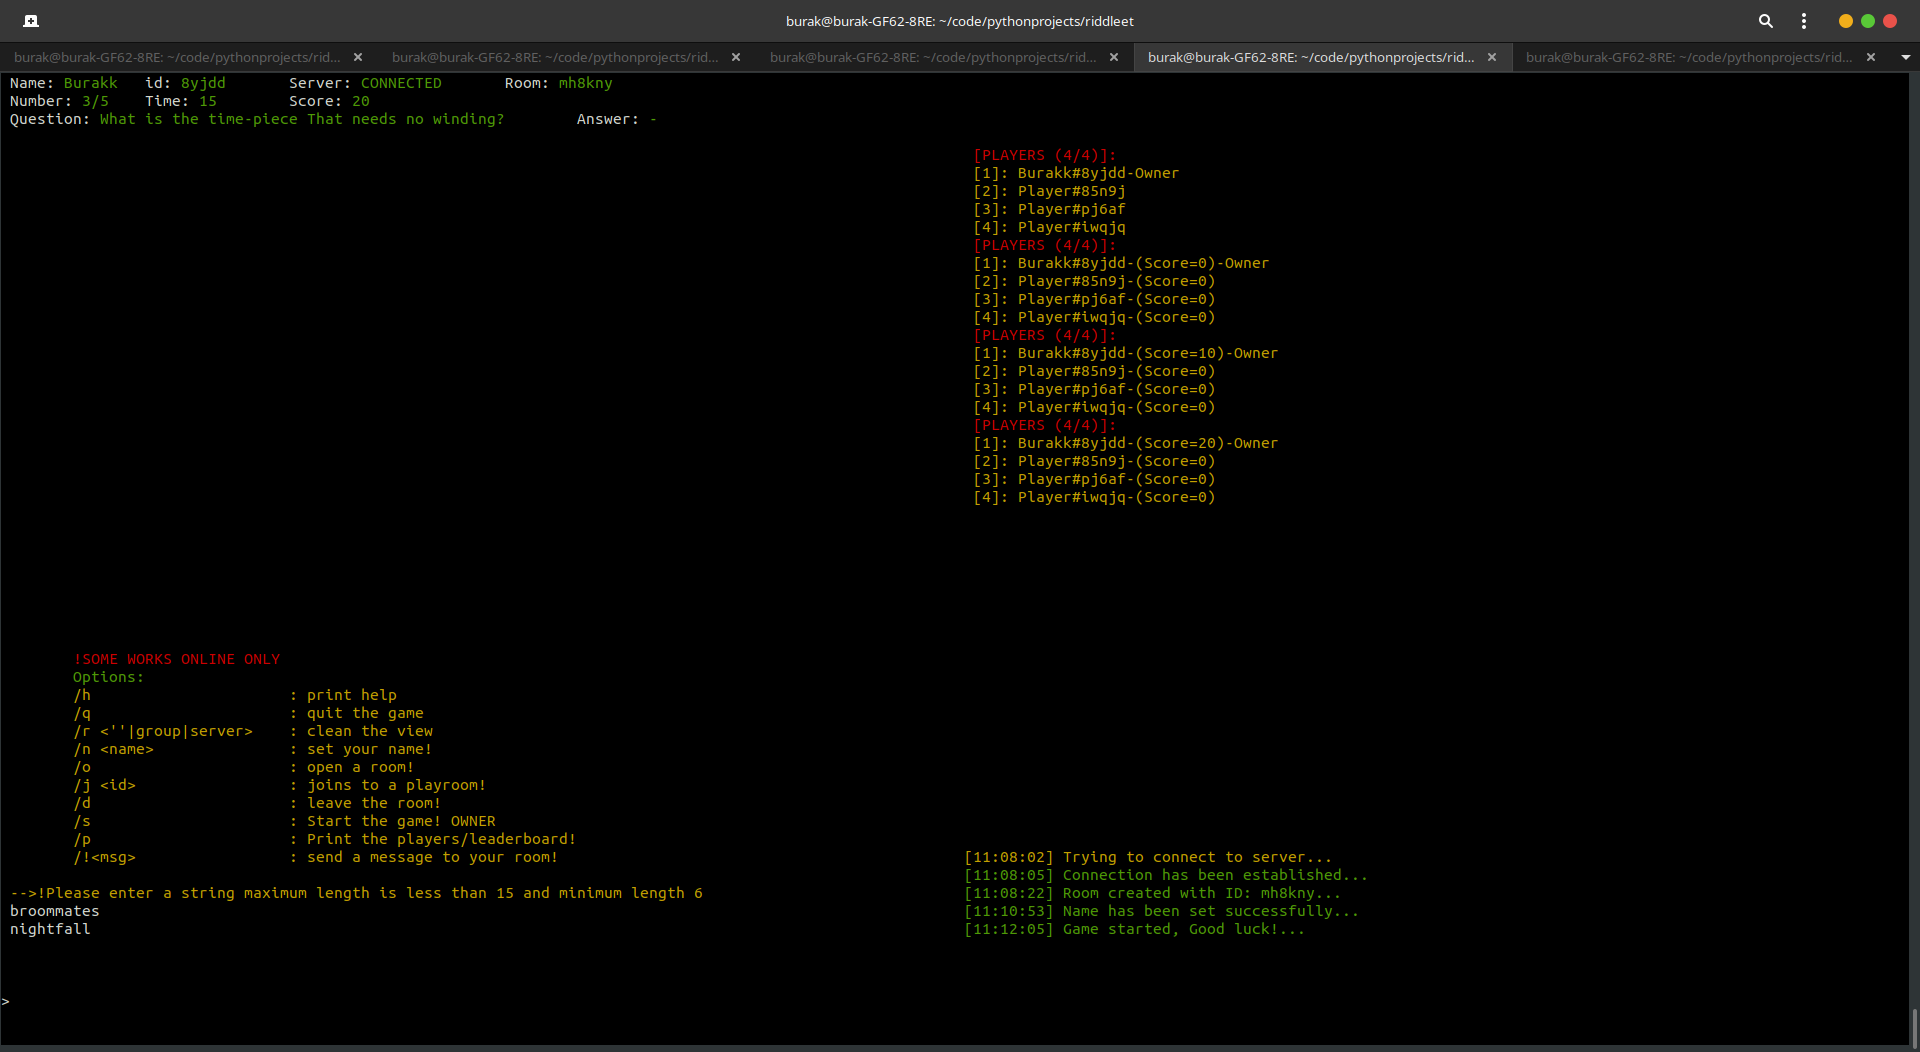 burak@burak-GF62-8RE: ~/code/pythonprojects/riddleet
burak@burak-GF62-8RE: ~/code/pythonprojects/rid...
burak@burak-GF62-8RE: ~/code/pythonprojects/rid...
burak@burak-GF62-8RE: ~/code/pythonprojects/rid...
burak@burak-GF62-8RE: ~/code/pythonprojects/rid...
burak@burak-GF62-8RE: ~/code/pythonprojects/rid...
Name: Burakk id: 8yjdd Server: CONNECTED Room: mh8kny
Number: 3/5 Time: 15 Score: 20
Question: What is the time-piece That needs no winding? Answer: -
[PLAYERS (4/4)]:
[1]: Burakk#8yjdd-Owner
[2]: Player#85n9j
[3]: Player#pj6af
[4]: Player#iwqjq
[PLAYERS (4/4)]:
[1]: Burakk#8yjdd-(Score=0)-Owner
[2]: Player#85n9j-(Score=0)
[3]: Player#pj6af-(Score=0)
[4]: Player#iwqjq-(Score=0)
[PLAYERS (4/4)]:
[1]: Burakk#8yjdd-(Score=10)-Owner
[2]: Player#85n9j-(Score=0)
[3]: Player#pj6af-(Score=0)
[4]: Player#iwqjq-(Score=0)
[PLAYERS (4/4)]:
[1]: Burakk#8yjdd-(Score=20)-Owner
[2]: Player#85n9j-(Score=0)
[3]: Player#pj6af-(Score=0)
[4]: Player#iwqjq-(Score=0)
!SOME WORKS ONLINE ONLY
Options:
/h : print help
/q : quit the game
/r <''|group|server> : clean the view
/n <name> : set your name!
/o : open a room!
/j <id> : joins to a playroom!
/d : leave the room!
/s : Start the game! OWNER
/p : Print the players/leaderboard!
/!<msg> : send a message to your room!
-->!Please enter a string maximum length is less than 15 and minimum length 6
broommates
nightfall
[11:08:02] Trying to connect to server...
[11:08:05] Connection has been established...
[11:08:22] Room created with ID: mh8kny...
[11:10:53] Name has been set successfully...
[11:12:05] Game started, Good luck!...
>